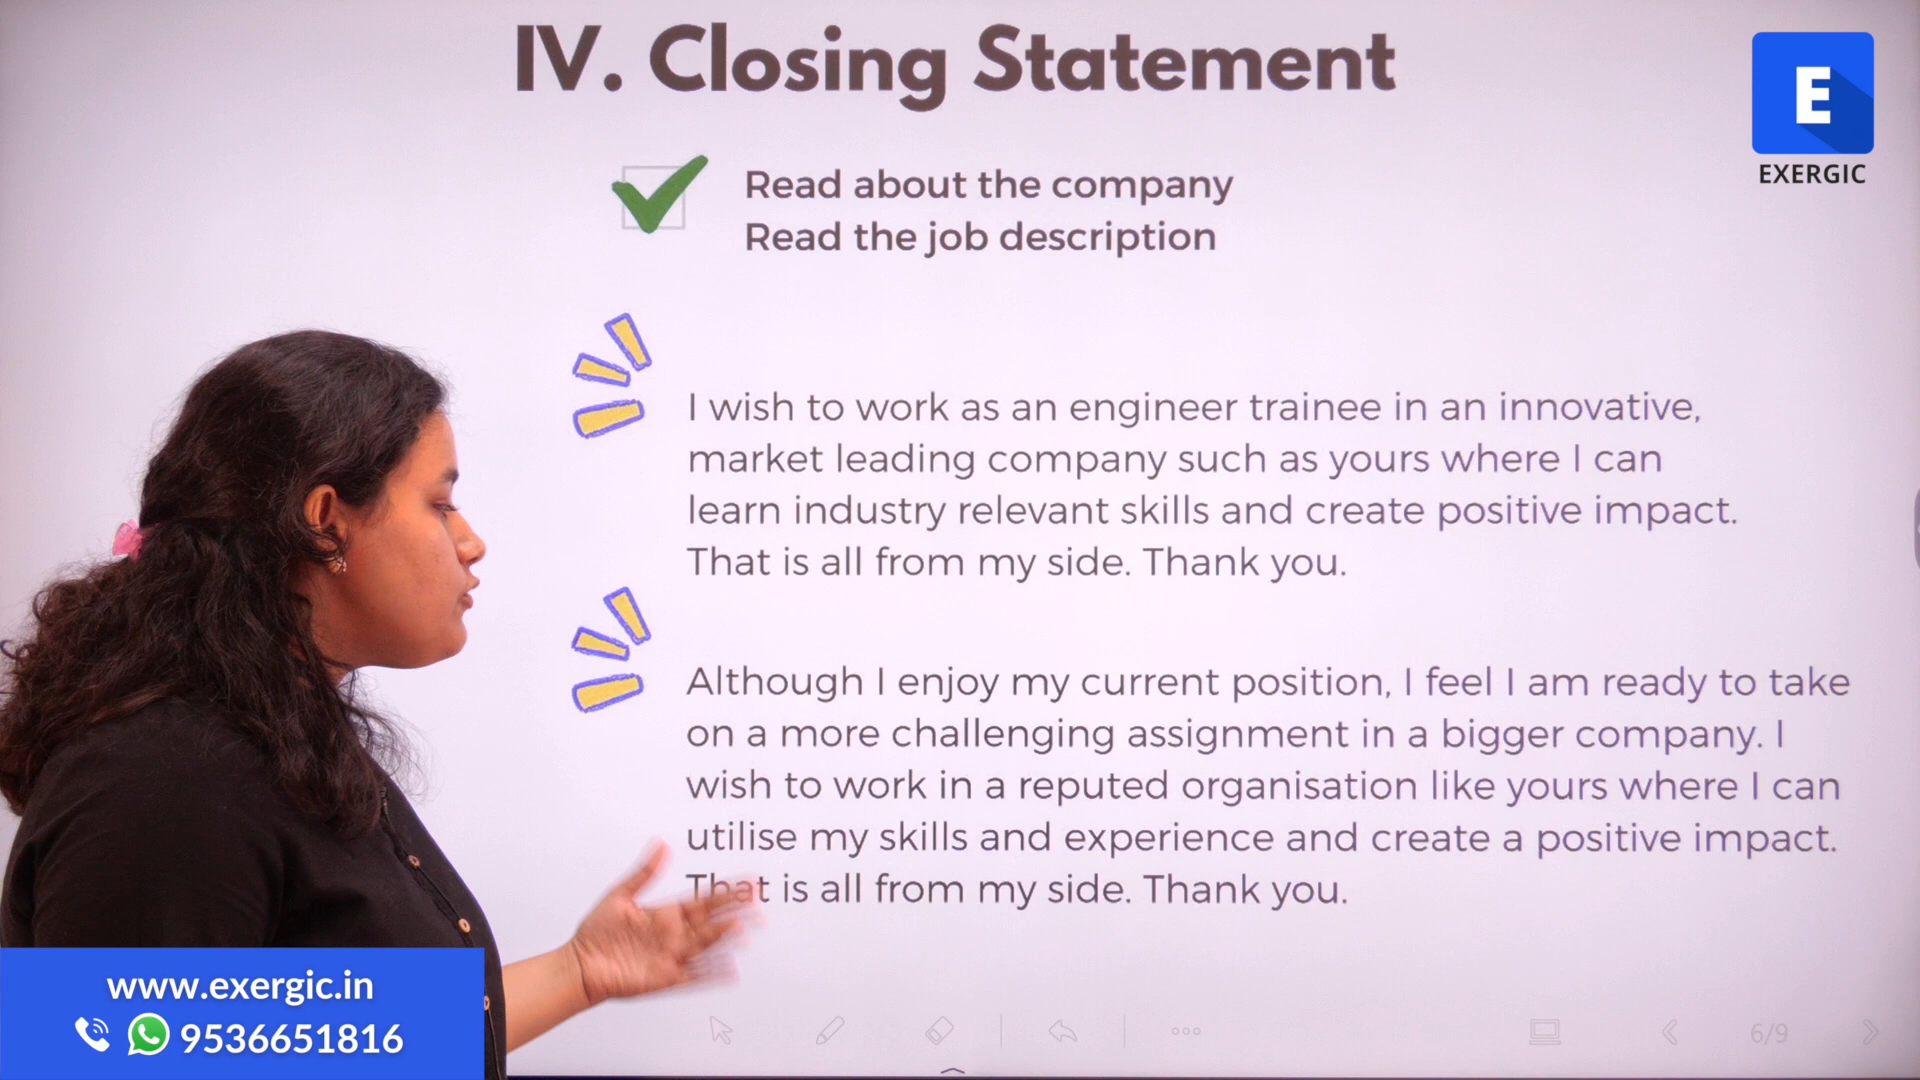 IV. Closing Statement
E
EXERGIC
Read about the company
Read the job description
I wish to work as an engineer trainee in an innovative,
market leading company such as yours where I can
learn industry relevant skills and create positive impact.
That is all from my side. Thank you.
Although I enjoy my current position, I feel I am ready to take
on a more challenging assignment in a bigger company. I
wish to work in a reputed organisation like yours where I can
utilise my skills and experience and create a positive impact.
That is all from my side. Thank you.
www.exergic.in
9536651816
6/9